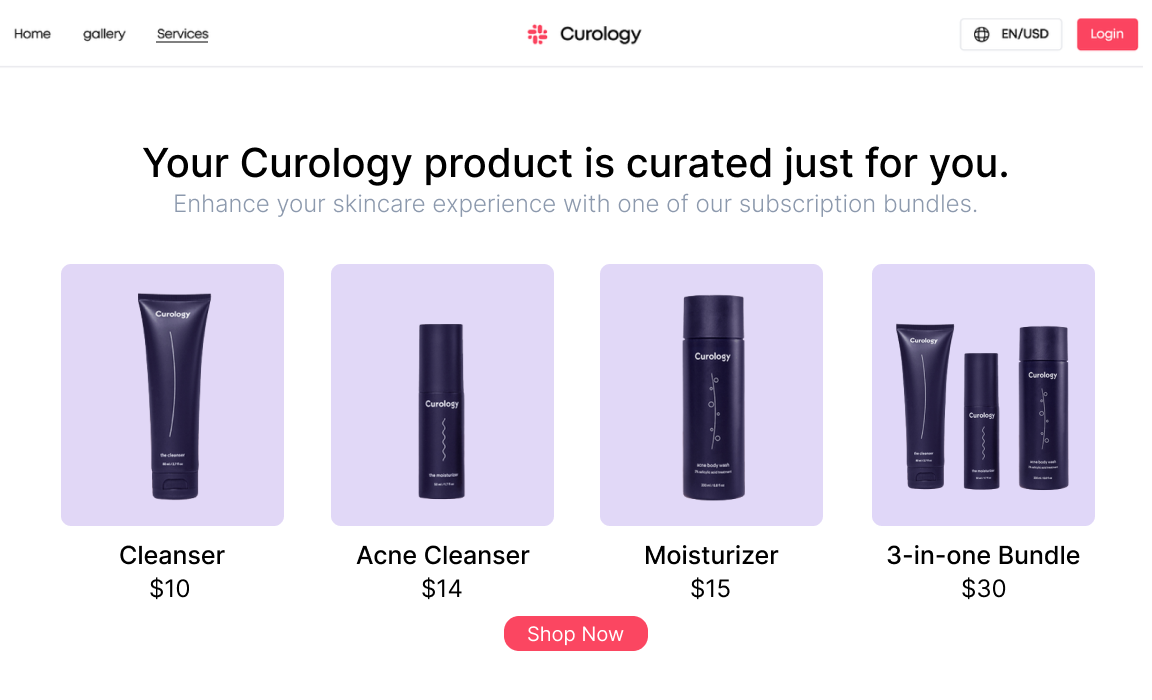 Home
gallery
Services
Curology
EN/USD
Login
Your Curology product is curated just for you.
Enhance your skincare experience with one of our subscription bundles.
Curology
the cleanser
Curology
the moisturizer
Curology
acne body wash
Curology
the cleanser
Curology
the moisturizer
Curology
acne body wash
Cleanser
$10
Acne Cleanser
$14
Moisturizer
$15
3-in-one Bundle
$30
Shop Now